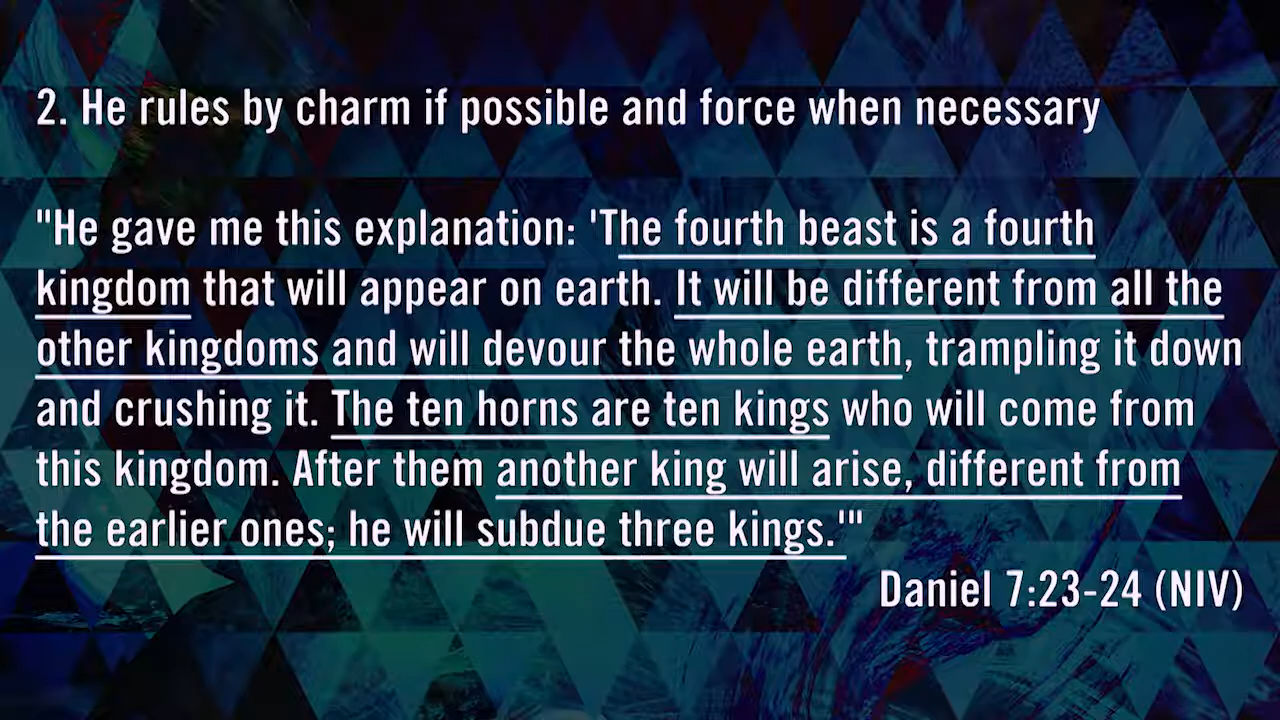 2. He rules by charm if possible and force when necessary
"He gave me this explanation: 'The fourth beast is a fourth
kingdom that will appear on earth. It will be different from all the
other kingdoms and will devour the whole earth, trampling it down
and crushing it. The ten horns are ten kings who will come from
this kingdom. After them another king will arise, different from
the earlier ones; he will subdue three kings.'"
Daniel 7:23-24 (NIV)